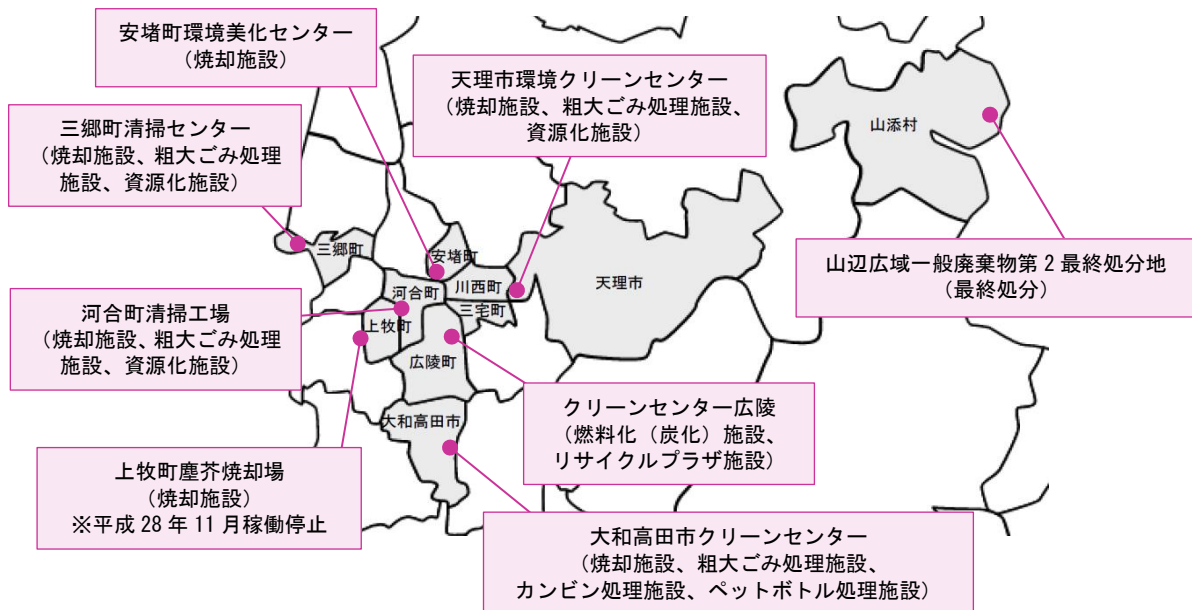 安堵町環境美化センター
（焼却施設）
天理市環境クリーンセンター
（焼却施設、粗大ごみ処理施設、
資源化施設）
三郷町清掃センター
（焼却施設、粗大ごみ処理
施設、資源化施設）
山添村
三郷町
安堵町
川西町
天理市
河合町
三宅町
上牧町
広陵町
大和高田市
山辺広域一般廃棄物第２最終処分地
（最終処分）
河合町清掃工場
（焼却施設、粗大ごみ処理
施設、資源化施設）
クリーンセンター広陵
（燃料化（炭化）施設、
リサイクルプラザ施設）
上牧町塵芥焼却場
（焼却施設）
※平成 28 年 11 月稼働停止
大和高田市クリーンセンター
（焼却施設、粗大ごみ処理施設、
カンビン処理施設、ペットボトル処理施設）